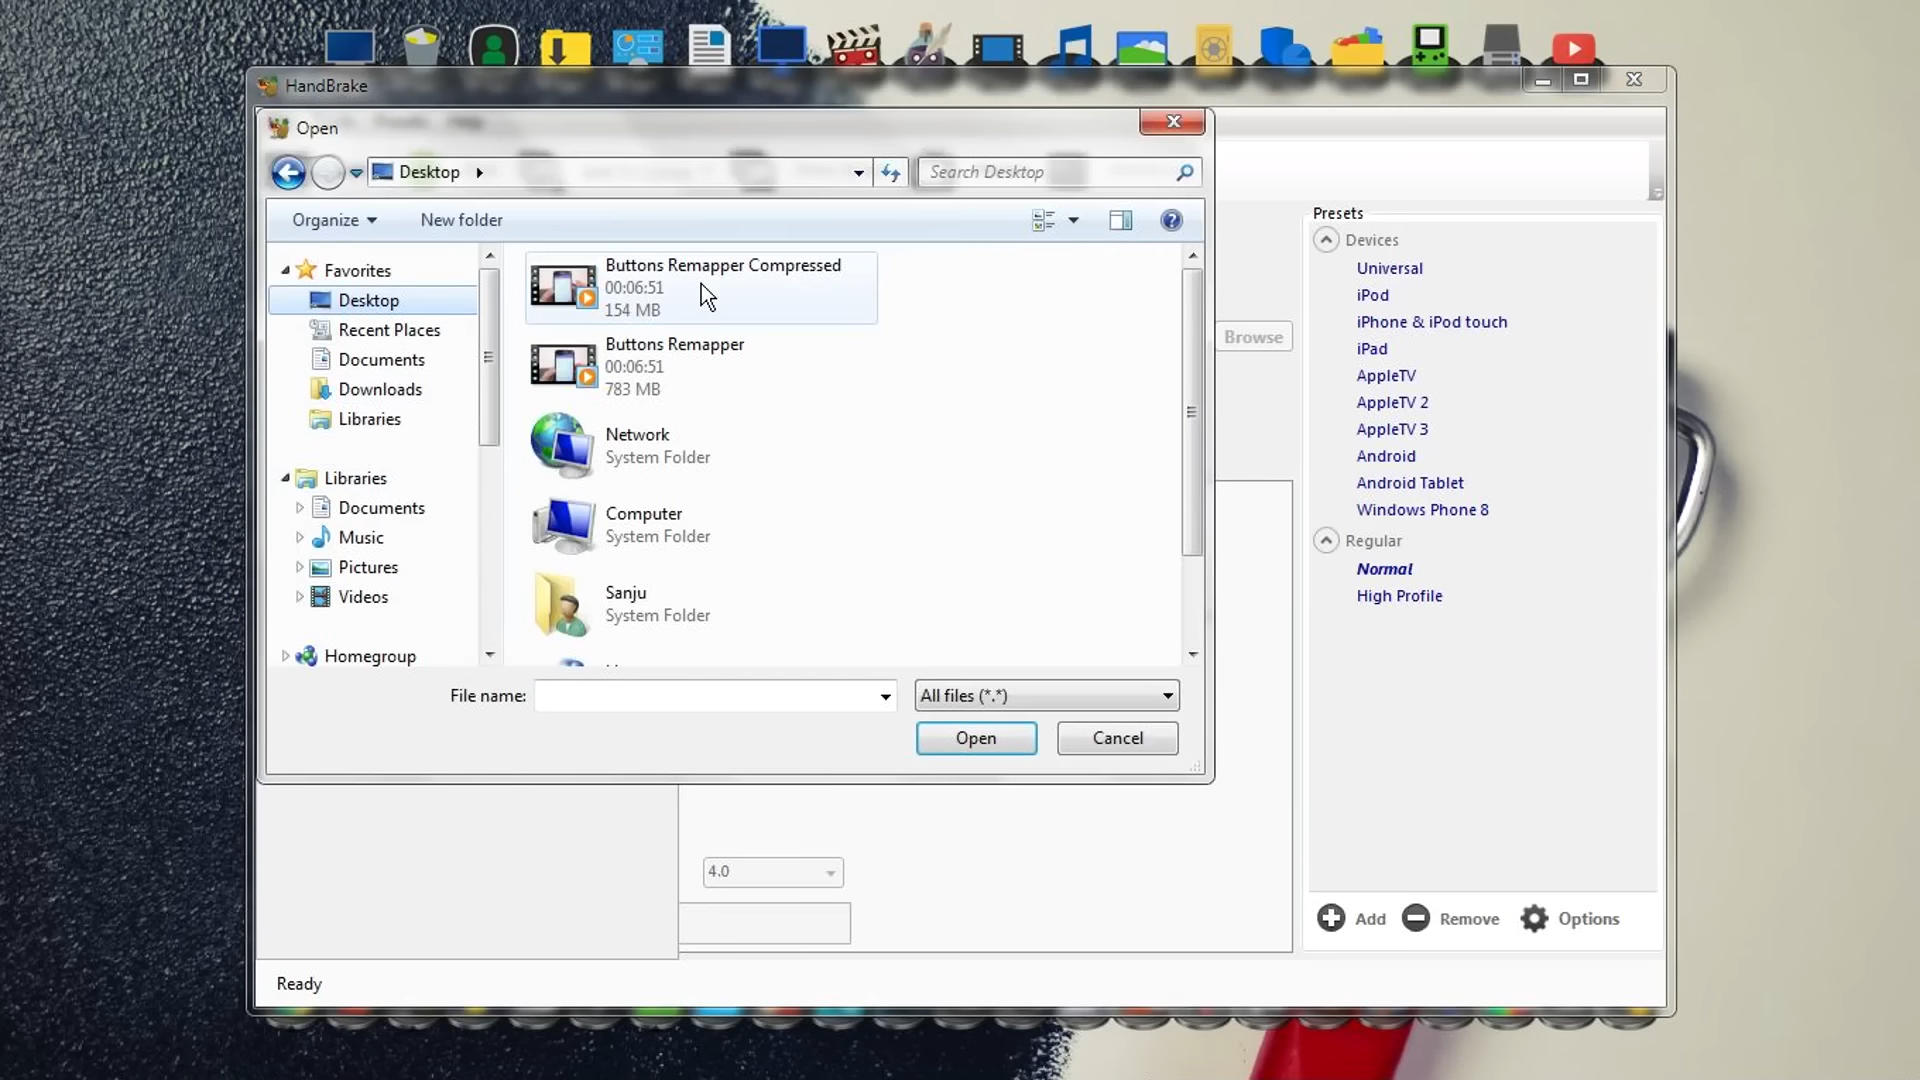 HandBrake
Open
Desktop
Search Desktop
Organize
New folder
Favorites
Desktop
Recent Places
Documents
Downloads
Libraries
Libraries
Documents
Music
Pictures
Videos
Homegroup
Buttons Remapper Compressed
00:06:51
154 MB
Buttons Remapper
00:06:51
783 MB
Network
System Folder
Computer
System Folder
Sanju
System Folder
File name:
All files (*.*)
Open
Cancel
Browse
4.0
Presets
Devices
Universal
iPod
iPhone & iPod touch
iPad
AppleTV
AppleTV 2
AppleTV 3
Android
Android Tablet
Windows Phone 8
Regular
Normal
High Profile
Add
Remove
Options
Ready